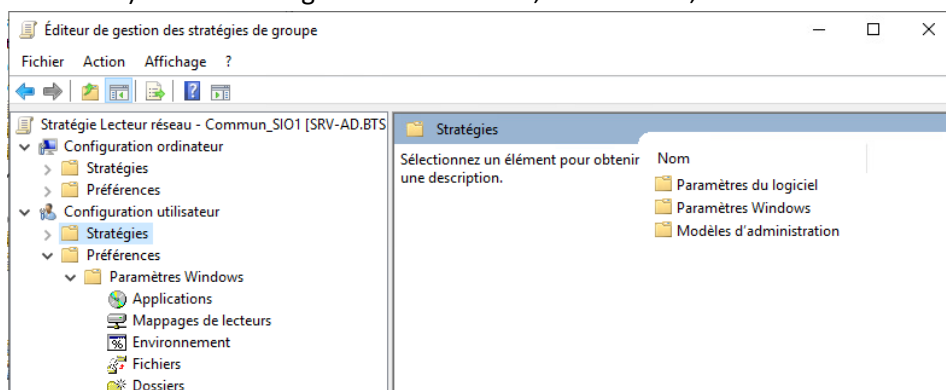 Éditeur de gestion des stratégies de groupe
Fichier Action Affichage ?
Stratégie Lecteur réseau - Commun_SIO1 [SRV-AD.BTS
Configuration ordinateur
Stratégies
Préférences
Configuration utilisateur
Stratégies
Préférences
Paramètres Windows
Applications
Mappages de lecteurs
Environnement
Fichiers
Dossiers
Stratégies
Sélectionnez un élément pour obtenir
une description.
Nom
Paramètres du logiciel
Paramètres Windows
Modèles d'administration